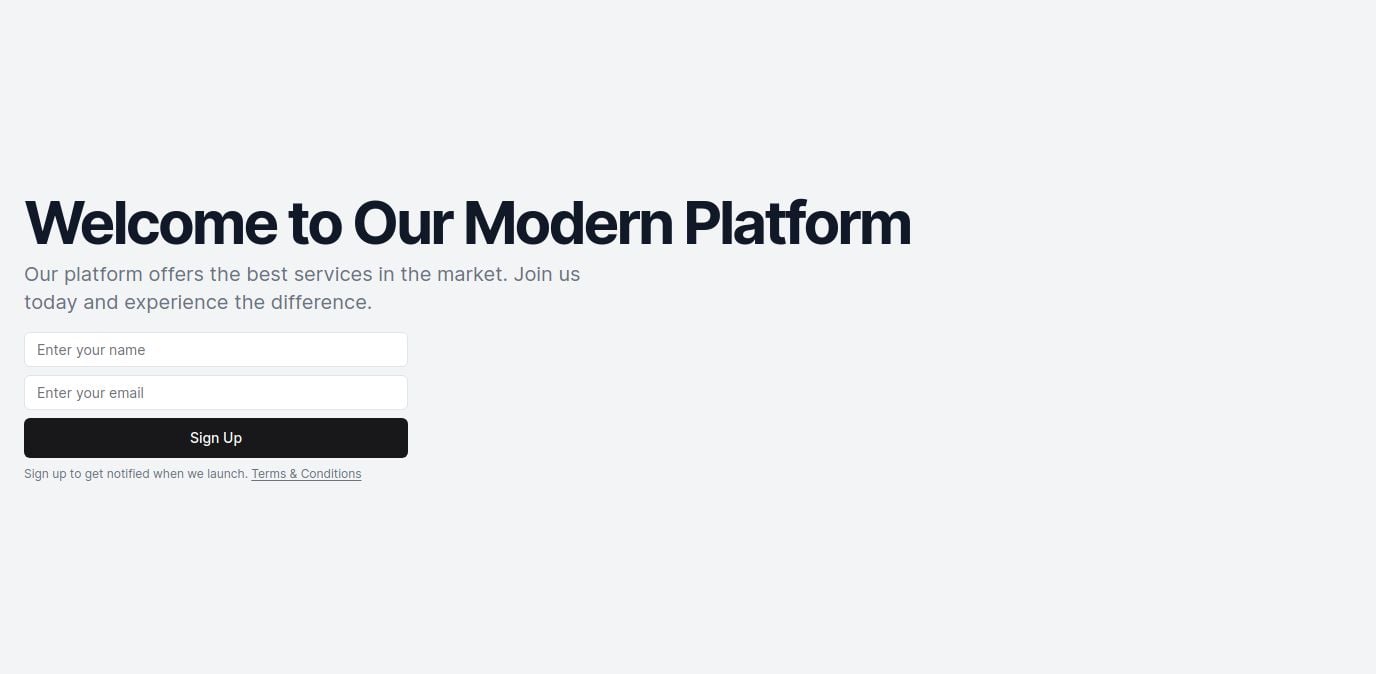 Welcome to Our Modern Platform
Our platform offers the best services in the market. Join us
today and experience the difference.
Enter your name
Enter your email
Sign Up
Sign up to get notified when we launch. Terms & Conditions